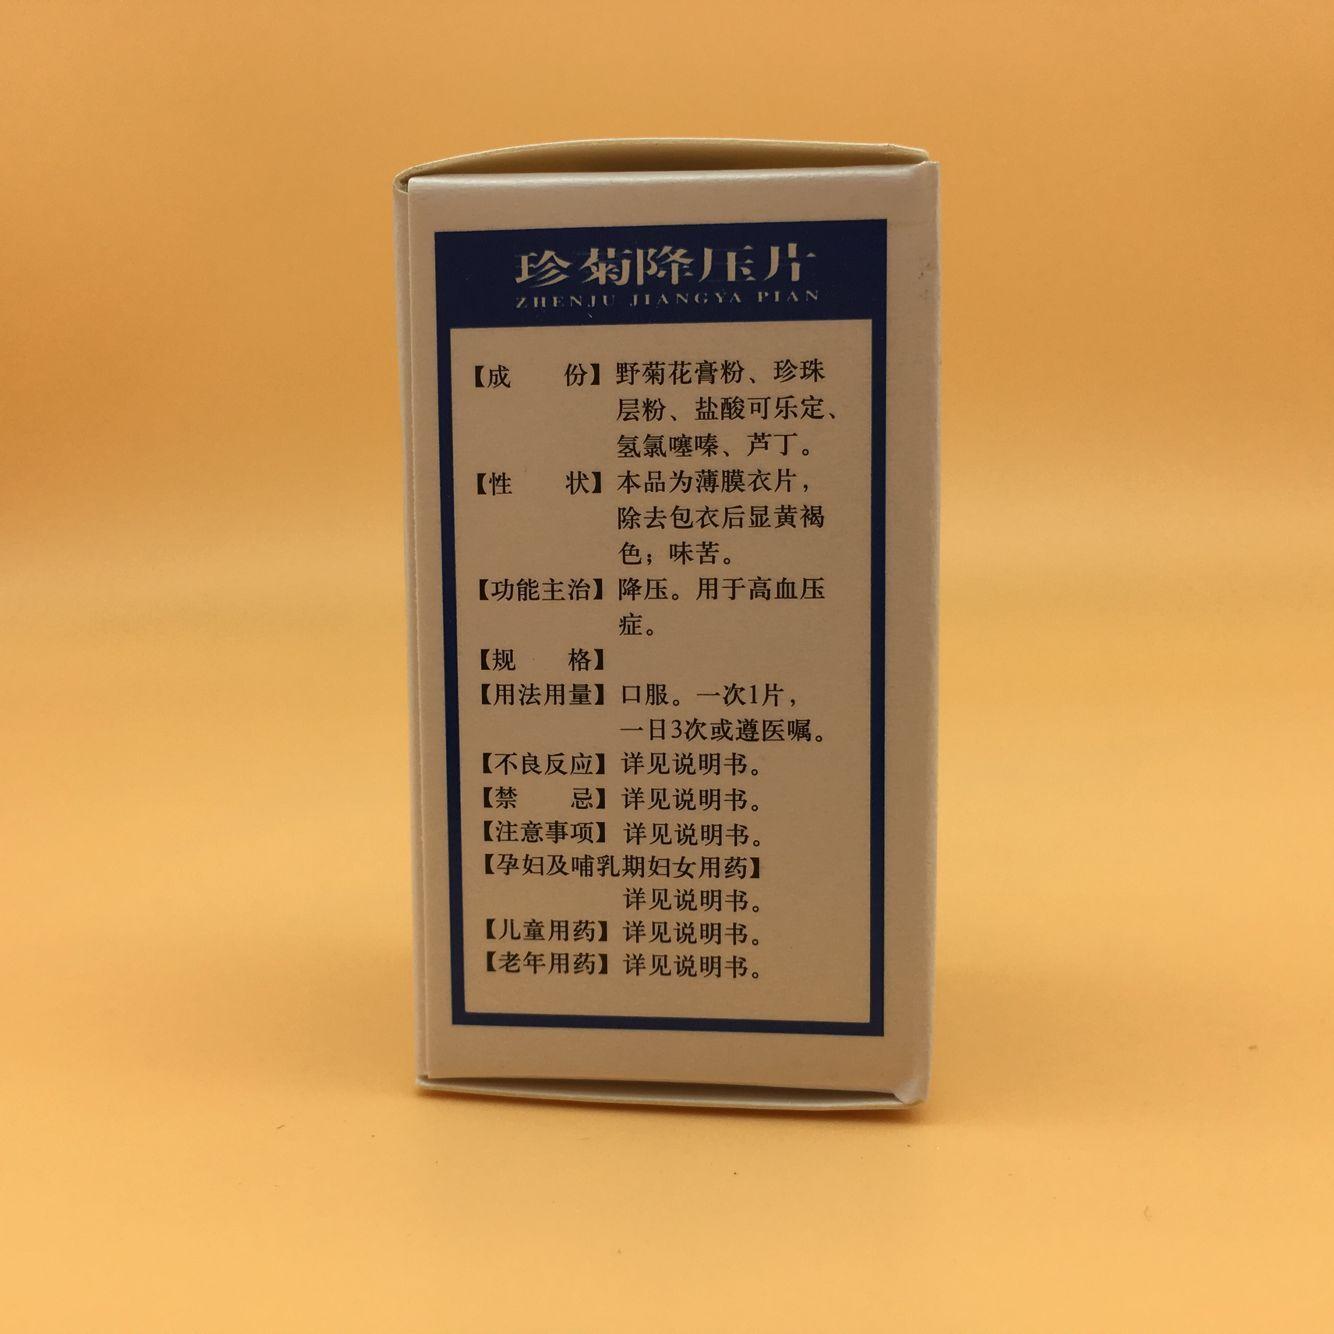 珍菊降压片
ZHENJU JIANGYA PIAN
【成 份】野菊花膏粉、珍珠
层粉、盐酸可乐定、
氢氯噻嗪、芦丁。
【性 状】本品为薄膜衣片，
除去包衣后显黄褐
色；味苦。
【功能主治】降压。用于高血压
症。
【规 格】
【用法用量】口服。一次1片，
一日3次或遵医嘱。
【不良反应】详见说明书。
【禁 忌】详见说明书。
【注意事项】详见说明书。
【孕妇及哺乳期妇女用药】
详见说明书。
【儿童用药】详见说明书。
【老年用药】详见说明书。